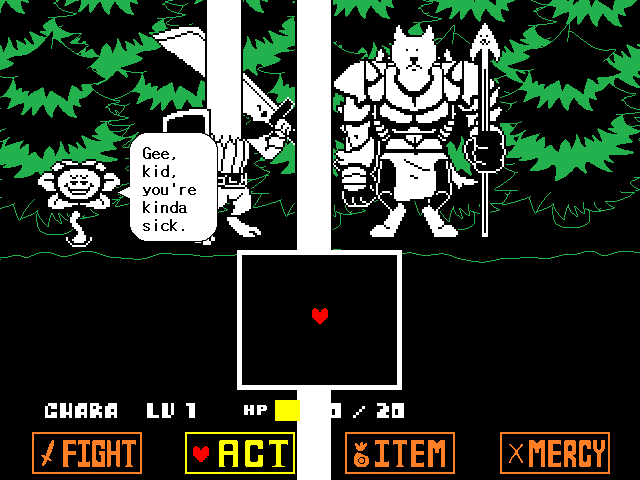 Gee,
kid,
you're
kinda
sick.
CHARA LV 1 HP / 20
FIGHT ACT ITEM MERCY